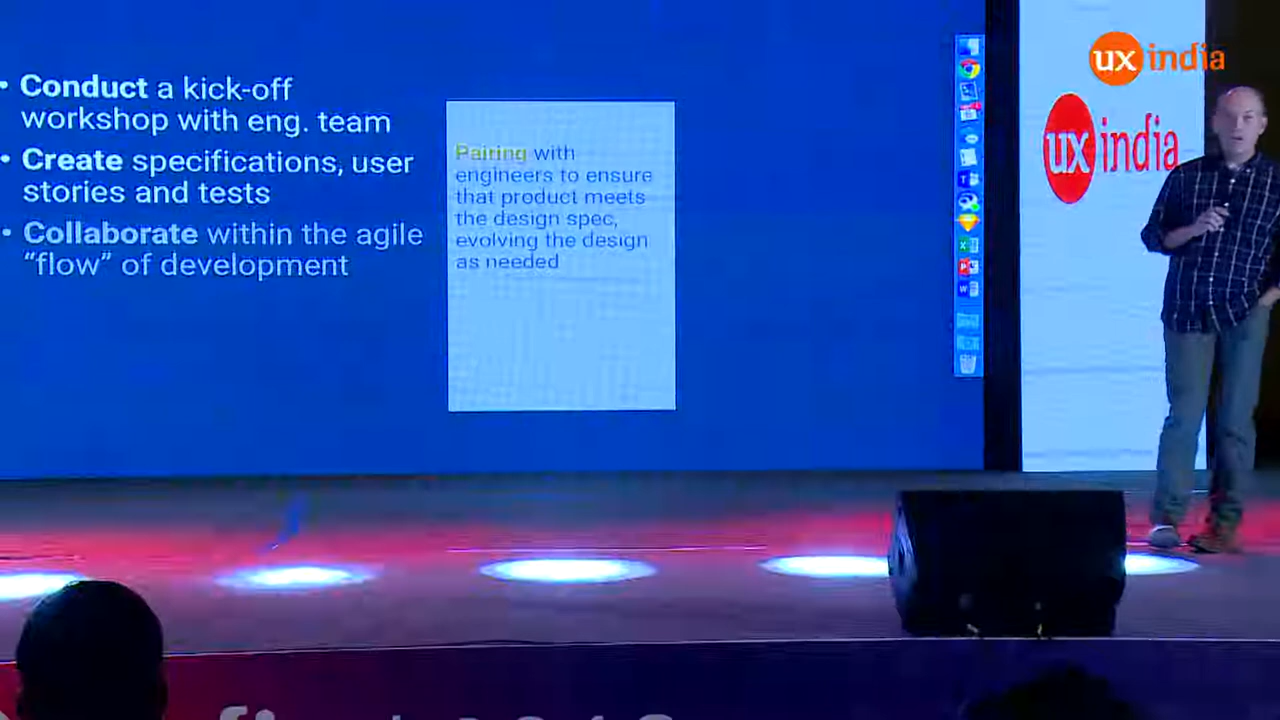 • Conduct a kick-off
workshop with eng. team
• Create specifications, user
stories and tests
• Collaborate within the agile
“flow” of development
Pairing with
engineers to ensure
that product meets
the design spec,
evolving the design
as needed
ux india
ux india